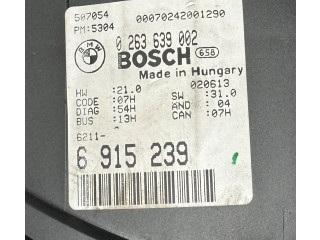 507054 00070242001290
PM:5304
BMW 0 263 639 002
BOSCH 658
Made in Hungary
HW :21.0 020613
CODE :07H SW :31.0
DIAG :54H AND : 04
BUS :13H CAN :07H
6211-
6 915 239